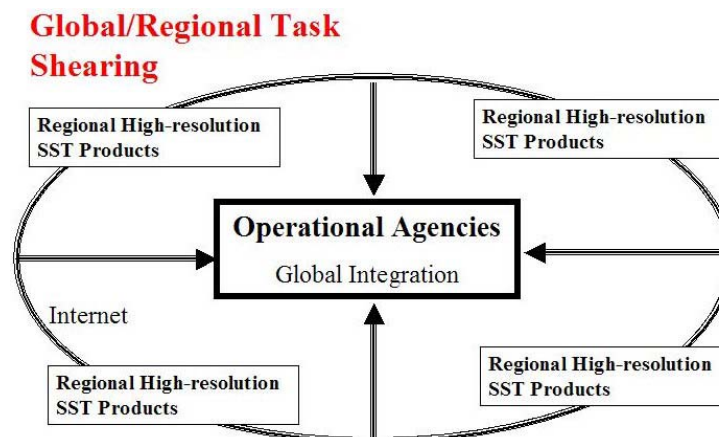 Global/Regional Task
Shearing
Regional High-resolution
SST Products
Regional High-resolution
SST Products
Operational Agencies
Global Integration
Internet
Regional High-resolution
SST Products
Regional High-resolution
SST Products